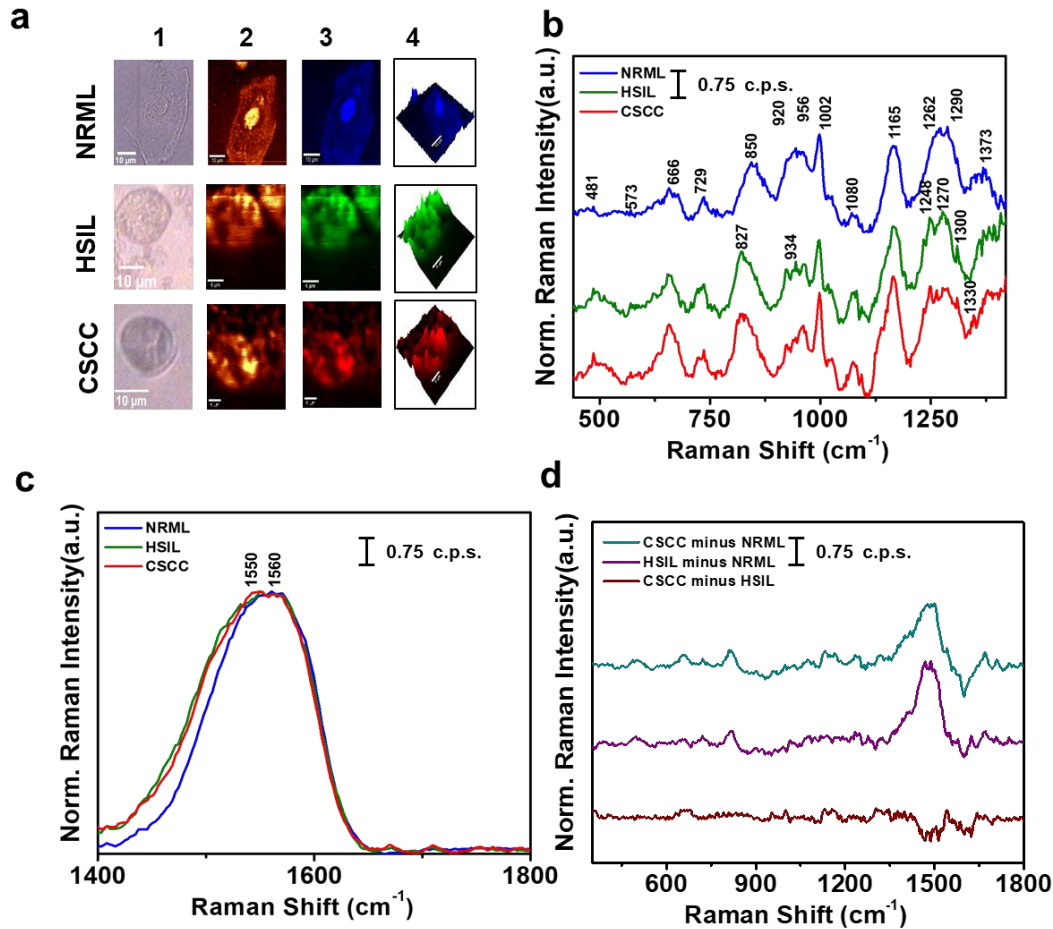 a
1 2 3 4
NRML
10 µm
HSIL
10 µm
CSCC
10 µm
b
NRML
HSIL
CSCC
0.75 c.p.s.
481
573
666
729
850
920
956
1002
1080
1165
1262
1290
1373
827
934
1248
1270
1300
1330
Norm. Raman Intensity(a.u.)
500 750 1000 1250
Raman Shift (cm-1)
c
NRML
HSIL
CSCC
0.75 c.p.s.
1550
1560
Norm. Raman Intensity(a.u.)
1400 1600 1800
Raman Shift (cm-1)
d
CSCC minus NRML
HSIL minus NRML
CSCC minus HSIL
0.75 c.p.s.
Norm. Raman Intensity(a.u.)
600 900 1200 1500 1800
Raman Shift (cm-1)